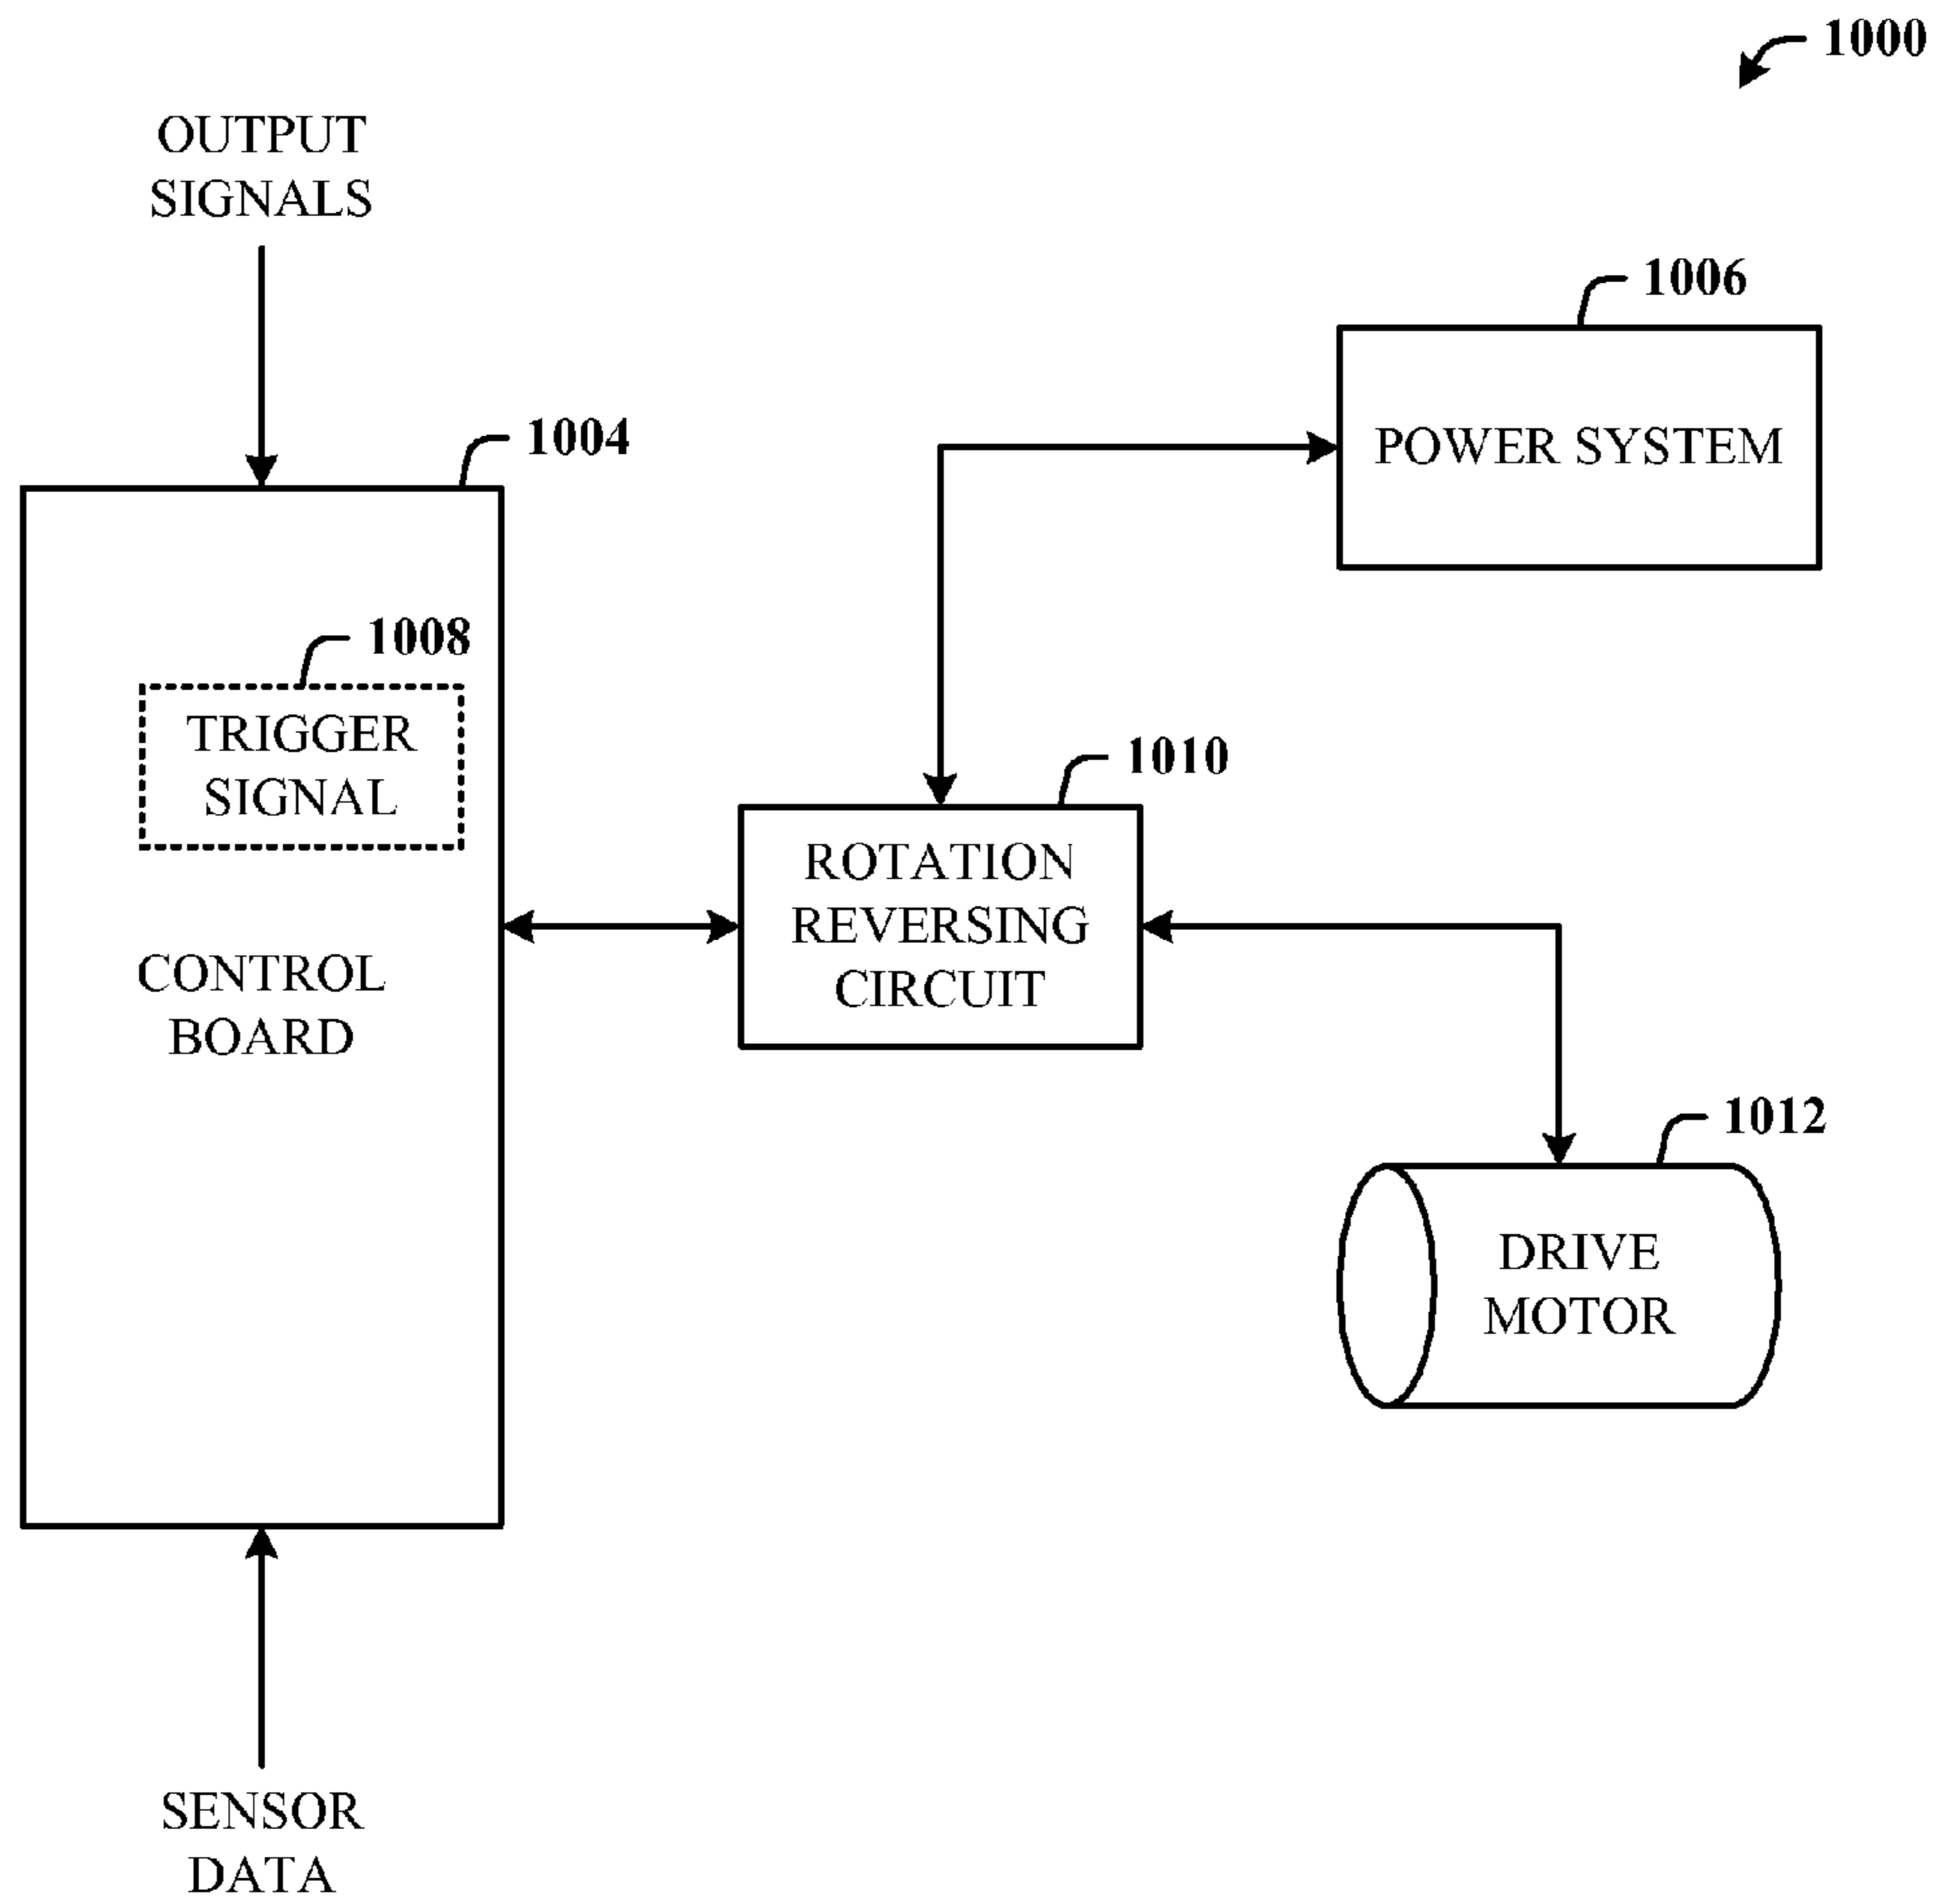 1000
OUTPUT
SIGNALS
1006
POWER SYSTEM
1004
1008
TRIGGER
SIGNAL
1010
ROTATION
REVERSING
CIRCUIT
CONTROL
BOARD
1012
DRIVE
MOTOR
SENSOR
DATA